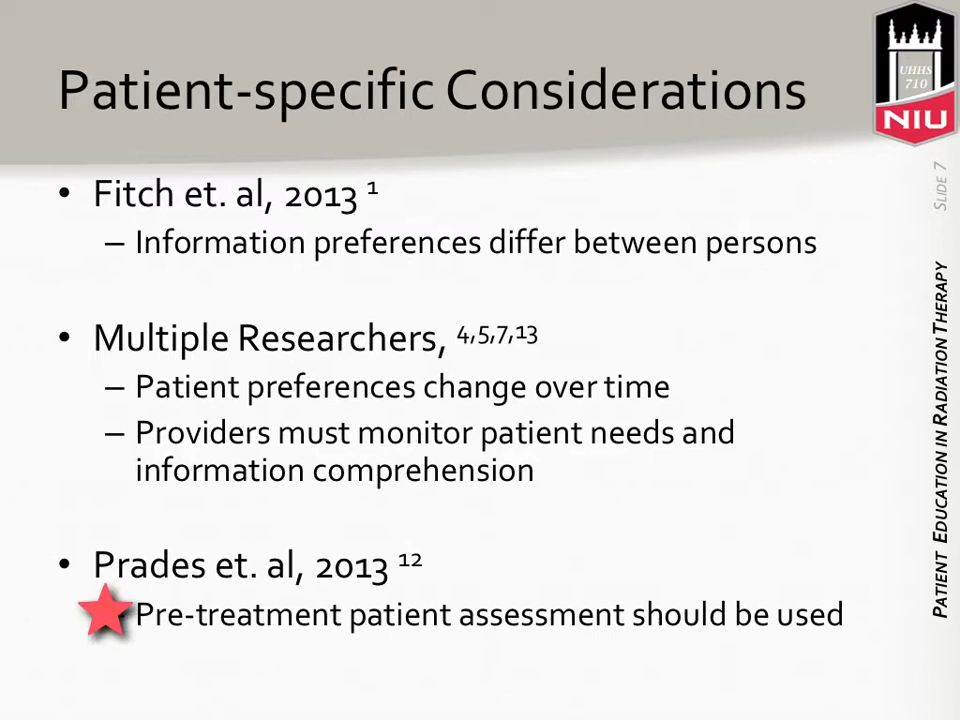 Patient-specific Considerations
UHHS
710
NIU
SLIDE 7
• Fitch et. al, 2013 1
– Information preferences differ between persons
• Multiple Researchers, 4,5,7,13
– Patient preferences change over time
– Providers must monitor patient needs and
information comprehension
• Prades et. al, 2013 12
Pre-treatment patient assessment should be used
PATIENT EDUCATION IN RADIATION THERAPY